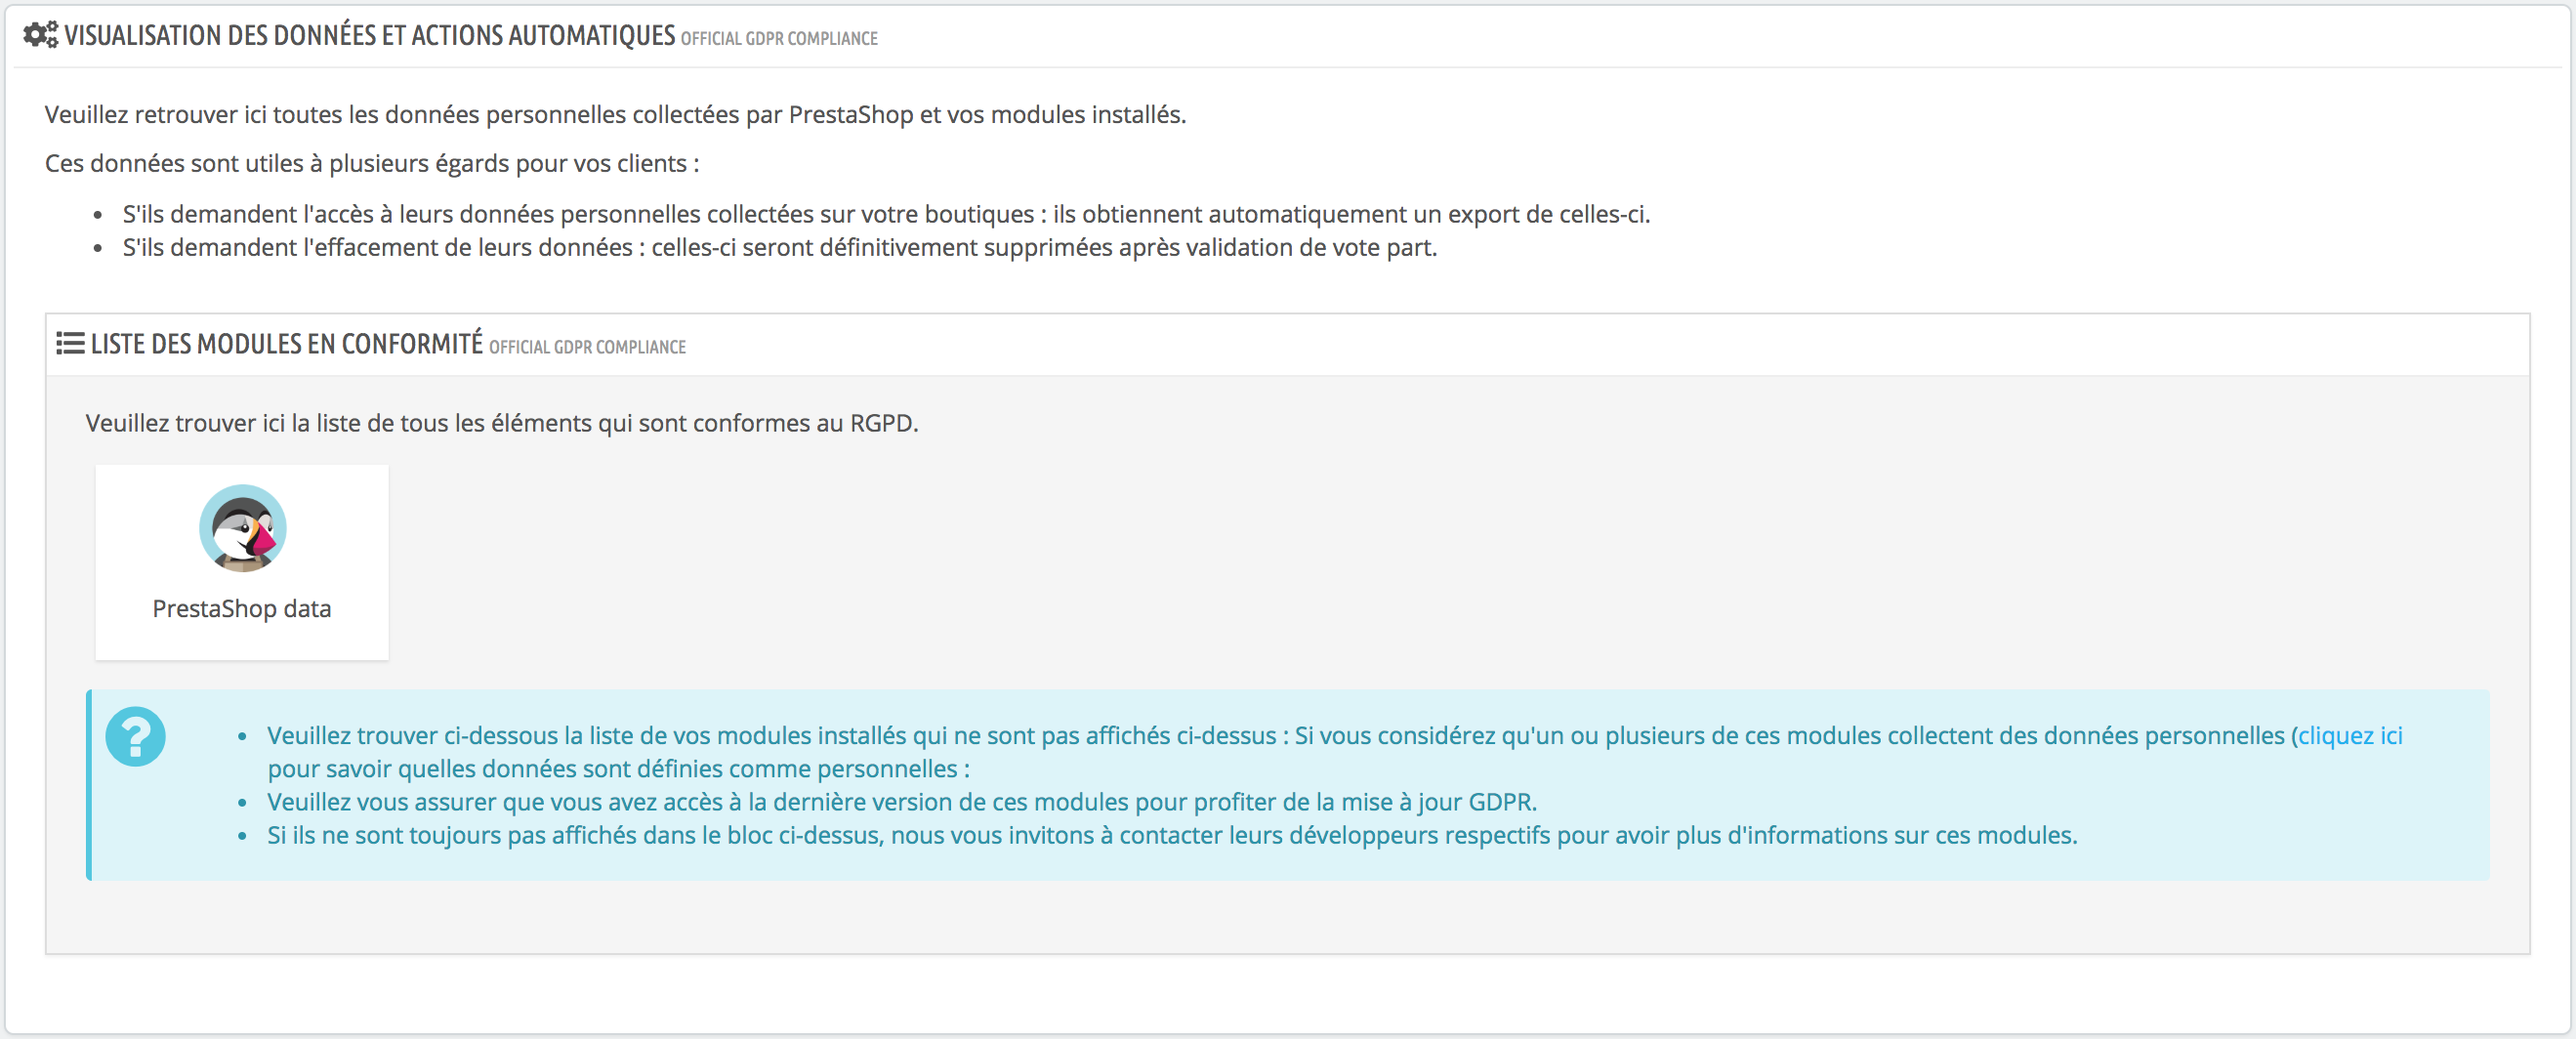 VISUALISATION DES DONNÉES ET ACTIONS AUTOMATIQUES OFFICIAL GDPR COMPLIANCE
Veuillez retrouver ici toutes les données personnelles collectées par PrestaShop et vos modules installés.
Ces données sont utiles à plusieurs égards pour vos clients :
• S'ils demandent l'accès à leurs données personnelles collectées sur votre boutiques : ils obtiennent automatiquement un export de celles-ci.
• S'ils demandent l'effacement de leurs données : celles-ci seront définitivement supprimées après validation de vote part.
LISTE DES MODULES EN CONFORMITÉ OFFICIAL GDPR COMPLIANCE
Veuillez trouver ici la liste de tous les éléments qui sont conformes au RGPD.
PrestaShop data
• Veuillez trouver ci-dessous la liste de vos modules installés qui ne sont pas affichés ci-dessus : Si vous considérez qu'un ou plusieurs de ces modules collectent des données personnelles (cliquez ici
pour savoir quelles données sont définies comme personnelles :
• Veuillez vous assurer que vous avez accès à la dernière version de ces modules pour profiter de la mise à jour GDPR.
• Si ils ne sont toujours pas affichés dans le bloc ci-dessus, nous vous invitons à contacter leurs développeurs respectifs pour avoir plus d'informations sur ces modules.